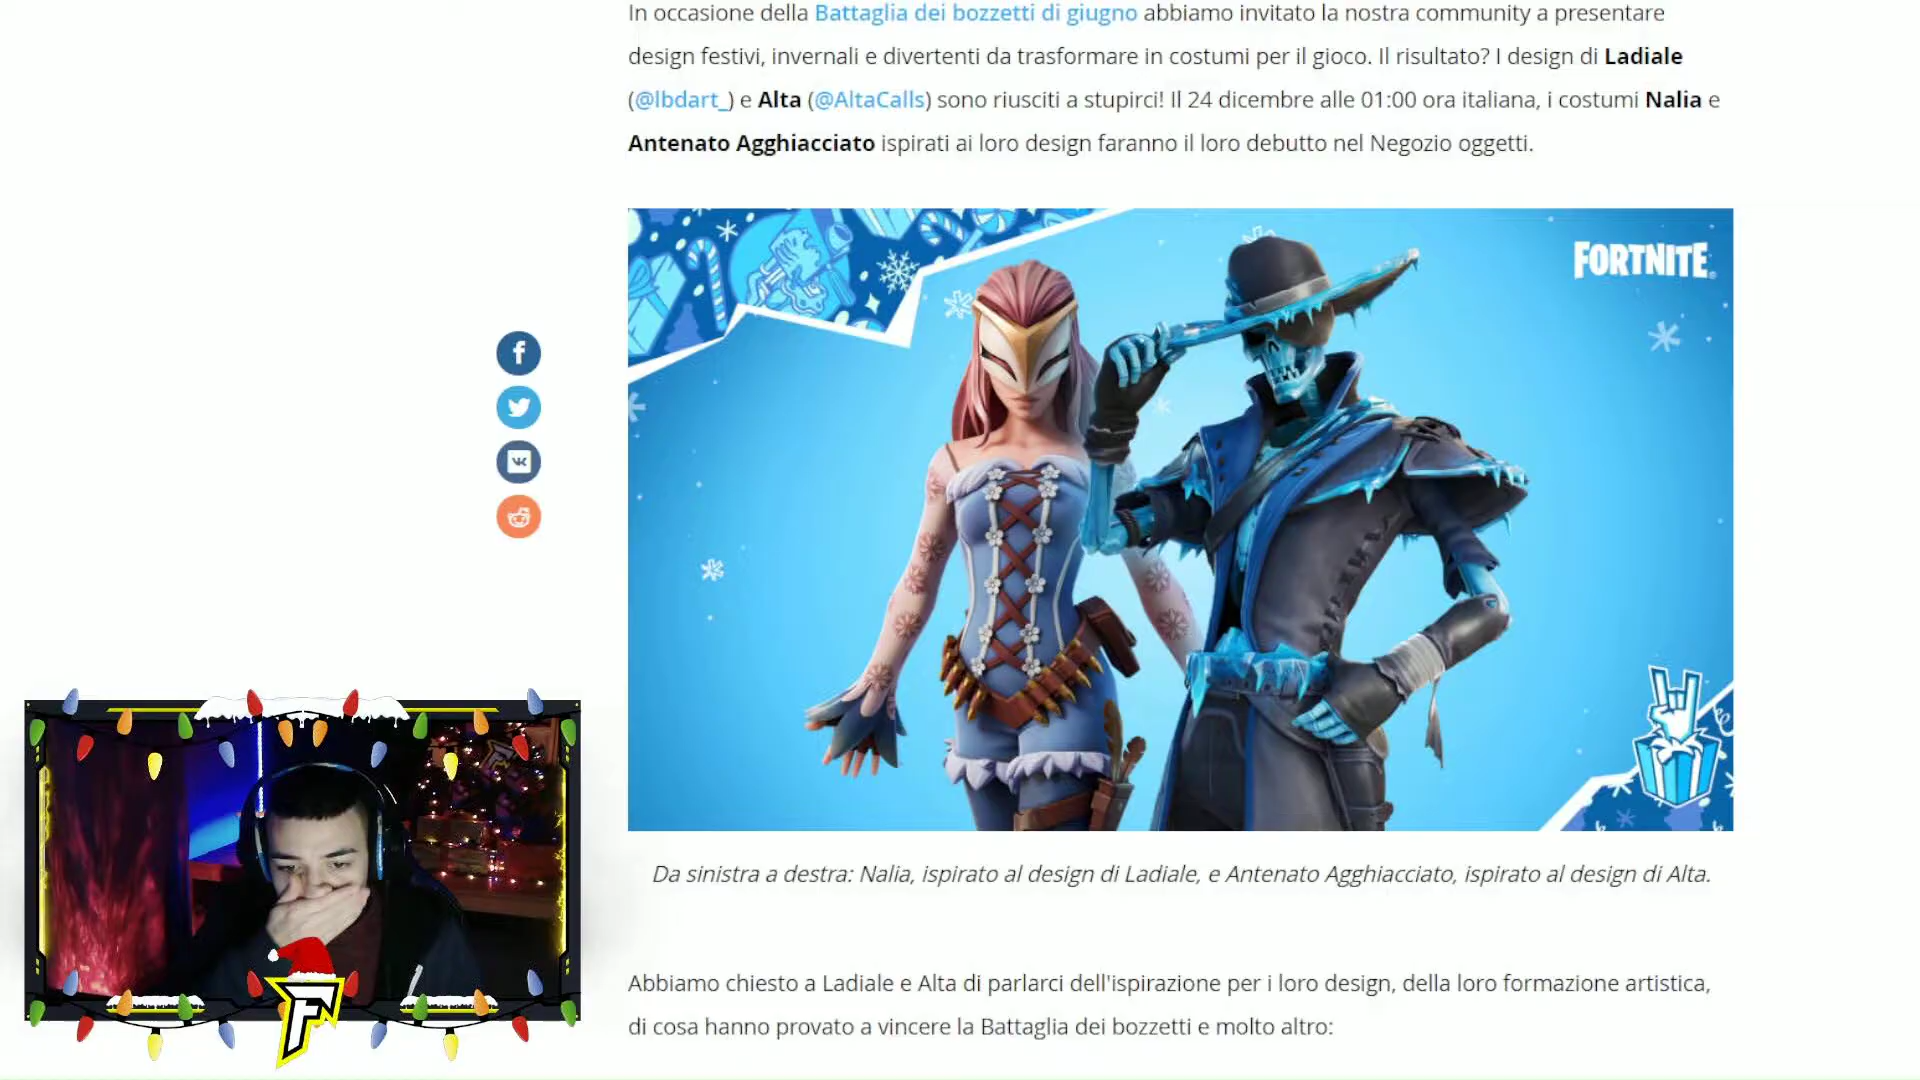 In occasione della Battaglia dei bozzetti di giugno abbiamo invitato la nostra community a presentare
design festivi, invernali e divertenti da trasformare in costumi per il gioco. Il risultato? I design di Ladiale
(@lbdart_) e Alta (@AltaCalls) sono riusciti a stupirci! Il 24 dicembre alle 01:00 ora italiana, i costumi Nalia e
Antenato Agghiacciato ispirati ai loro design faranno il loro debutto nel Negozio oggetti.
FORTNITE
Da sinistra a destra: Nalia, ispirato al design di Ladiale, e Antenato Agghiacciato, ispirato al design di Alta.
Abbiamo chiesto a Ladiale e Alta di parlarci dell'ispirazione per i loro design, della loro formazione artistica,
di cosa hanno provato a vincere la Battaglia dei bozzetti e molto altro:
F